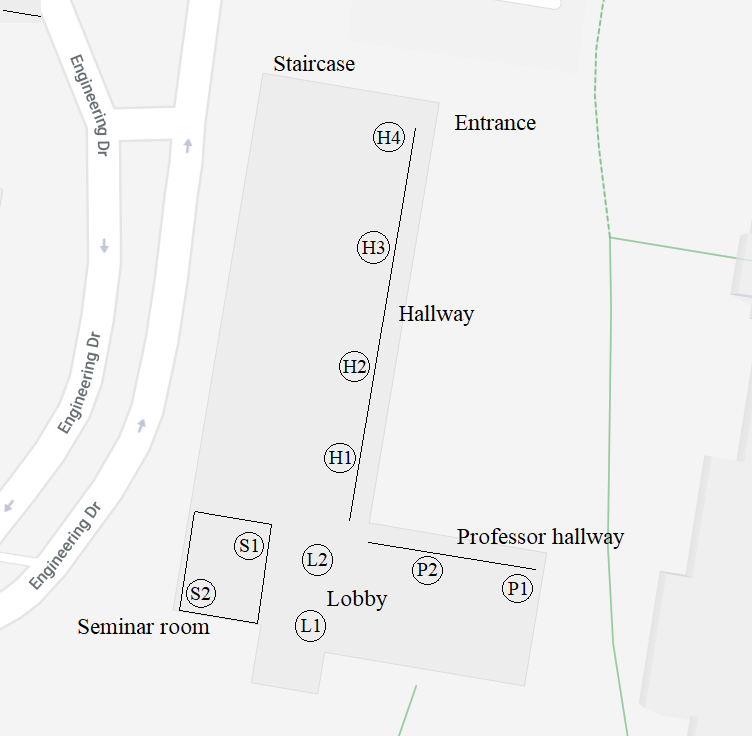 Staircase
Engineering Dr
Entrance
H4
H3
Hallway
H2
Engineering Dr
H1
Engineering Dr
Professor hallway
S1
L2
P2
P1
S2
Lobby
Seminar room
L1